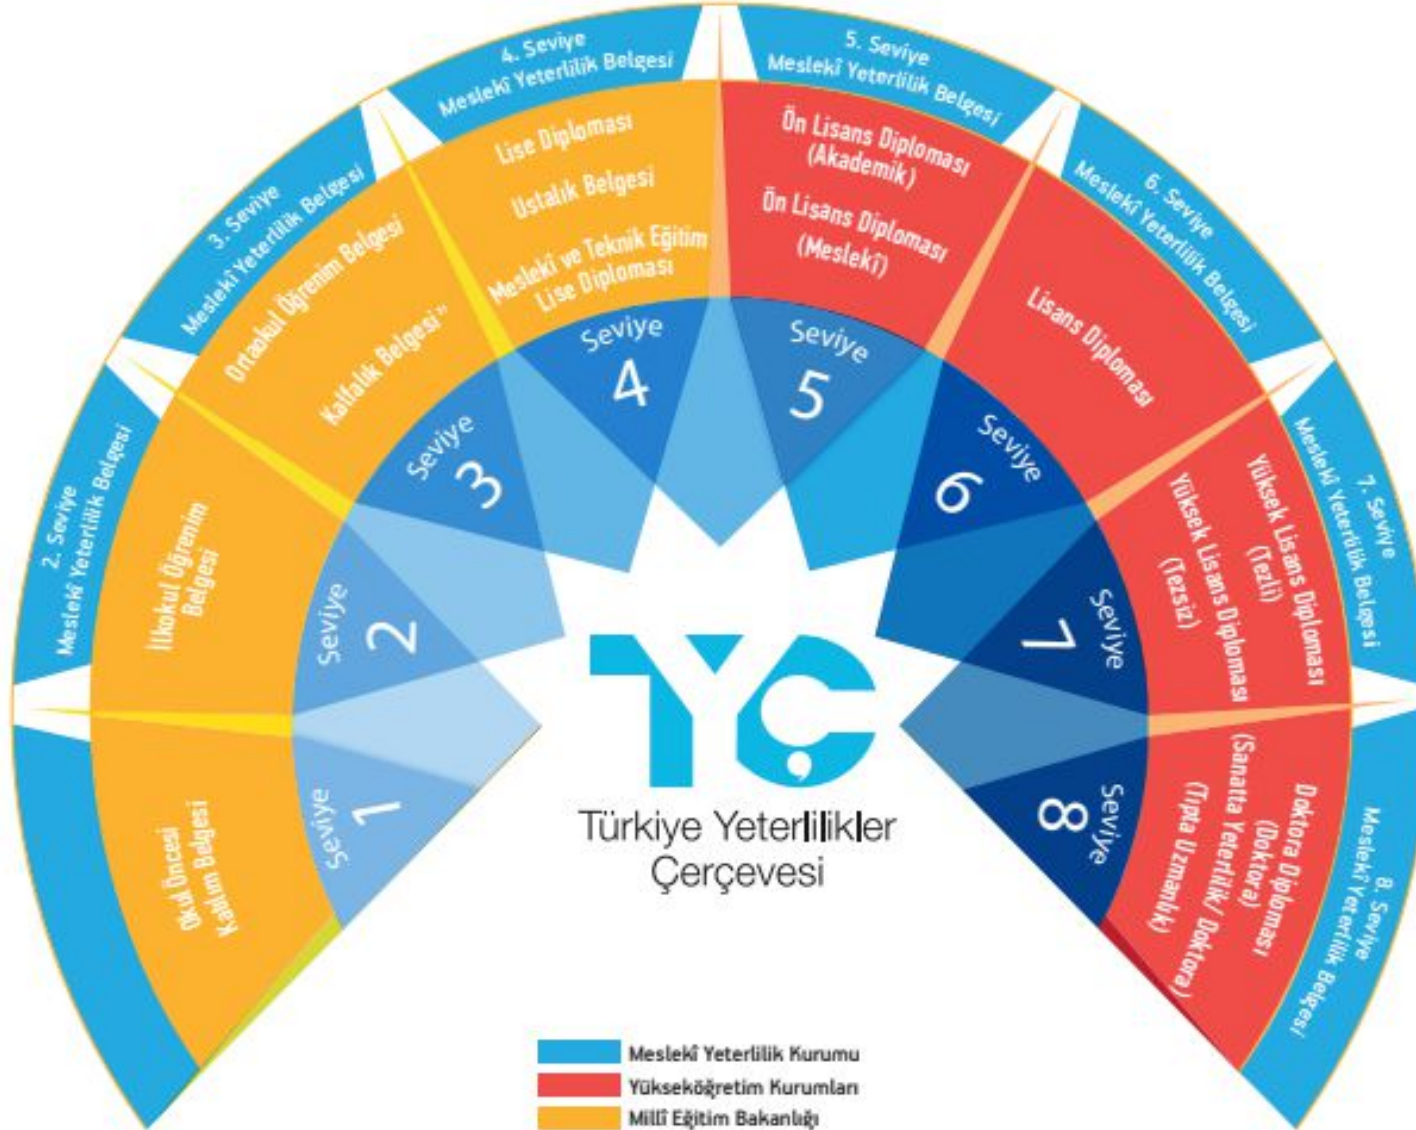 2. Seviye
Meslekî Yeterlilik Belgesi
3. Seviye
Meslekî Yeterlilik Belgesi
4. Seviye
Meslekî Yeterlilik Belgesi
5. Seviye
Meslekî Yeterlilik Belgesi
6. Seviye
Meslekî Yeterlilik Belgesi
7. Seviye
Meslekî Yeterlilik Belgesi
8. Seviye
Meslekî Yeterlilik Belgesi
Okul Öncesi
Katılım Belgesi
İlkokul Öğrenim
Belgesi
Ortaokul Öğrenim Belgesi
Kalfalık Belgesi"
Lise Diploması
Ustalık Belgesi
Meslekî ve Teknik Eğitim
Lise Diploması
Ön Lisans Diploması
(Akademik)
Ön Lisans Diploması
(Meslekî)
Lisans Diploması
Yüksek Lisans Diploması
(Tezli)
Yüksek Lisans Diploması
(Tezsiz)
Doktora Diploması
(Doktora)
(Sanatta Yeterlilik/ Doktora)
(Tıpta Uzmanlık)
Seviye
1
Seviye
2
Seviye
3
Seviye
4
Seviye
5
Seviye
6
Seviye
7
Seviye
8
TYÇ
Türkiye Yeterlilikler
Çerçevesi
Meslekî Yeterlilik Kurumu
Yükseköğretim Kurumları
Millî Eğitim Bakanlığı